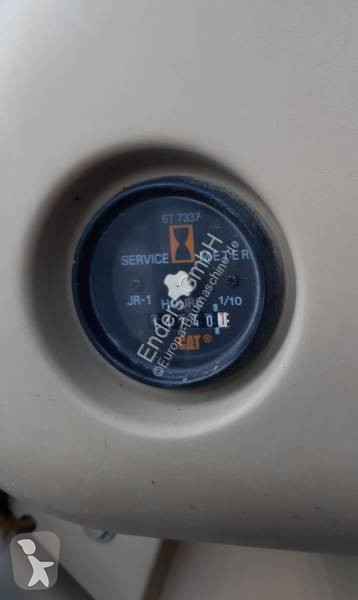 6T 7337
SERVICE METER
JR-1 HOURS 1/10
CAT®
Enders GmbH
©Europa-Baumaschine.de